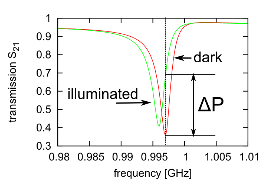 1
0.9
0.8
0.7
0.6
0.5
0.4
0.3
transmission S21
dark
illuminated
ΔP
0.98 0.985 0.99 0.995 1 1.005 1.01
frequency [GHz]